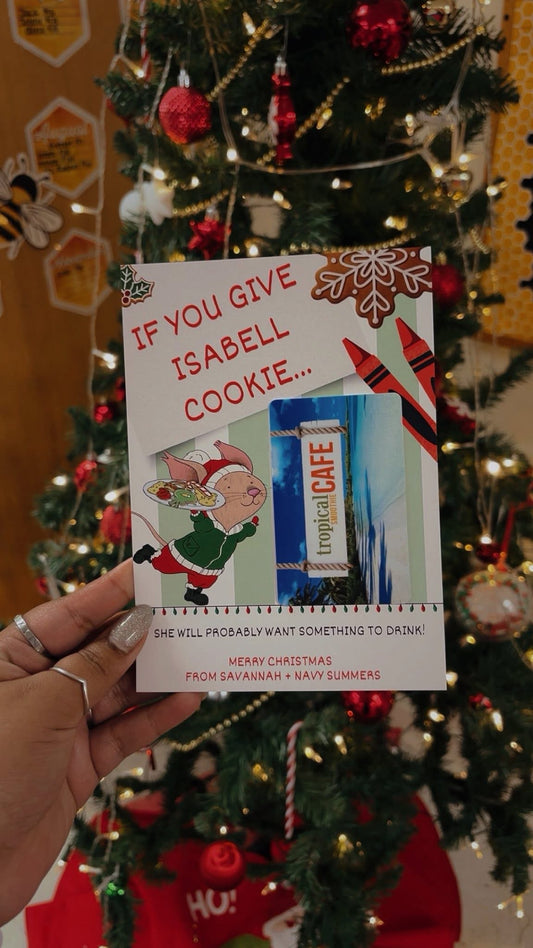 IF YOU GIVE
ISABELL
COOKIE...
tropical
SMOOTHIE
CAFE
SHE WILL PROBABLY WANT SOMETHING TO DRINK!
MERRY CHRISTMAS
FROM SAVANNAH + NAVY SUMMERS
HO!